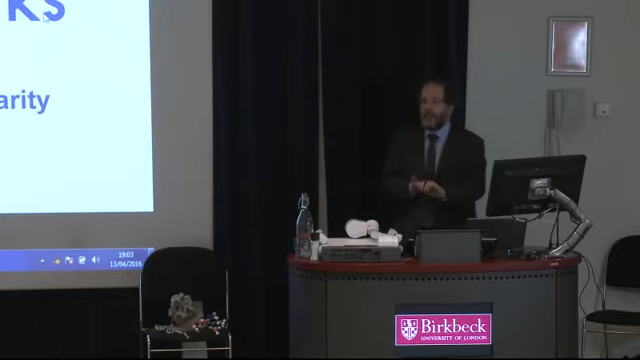 KS
arity
19:03
13/04/2016
Birkbeck
UNIVERSITY OF LONDON